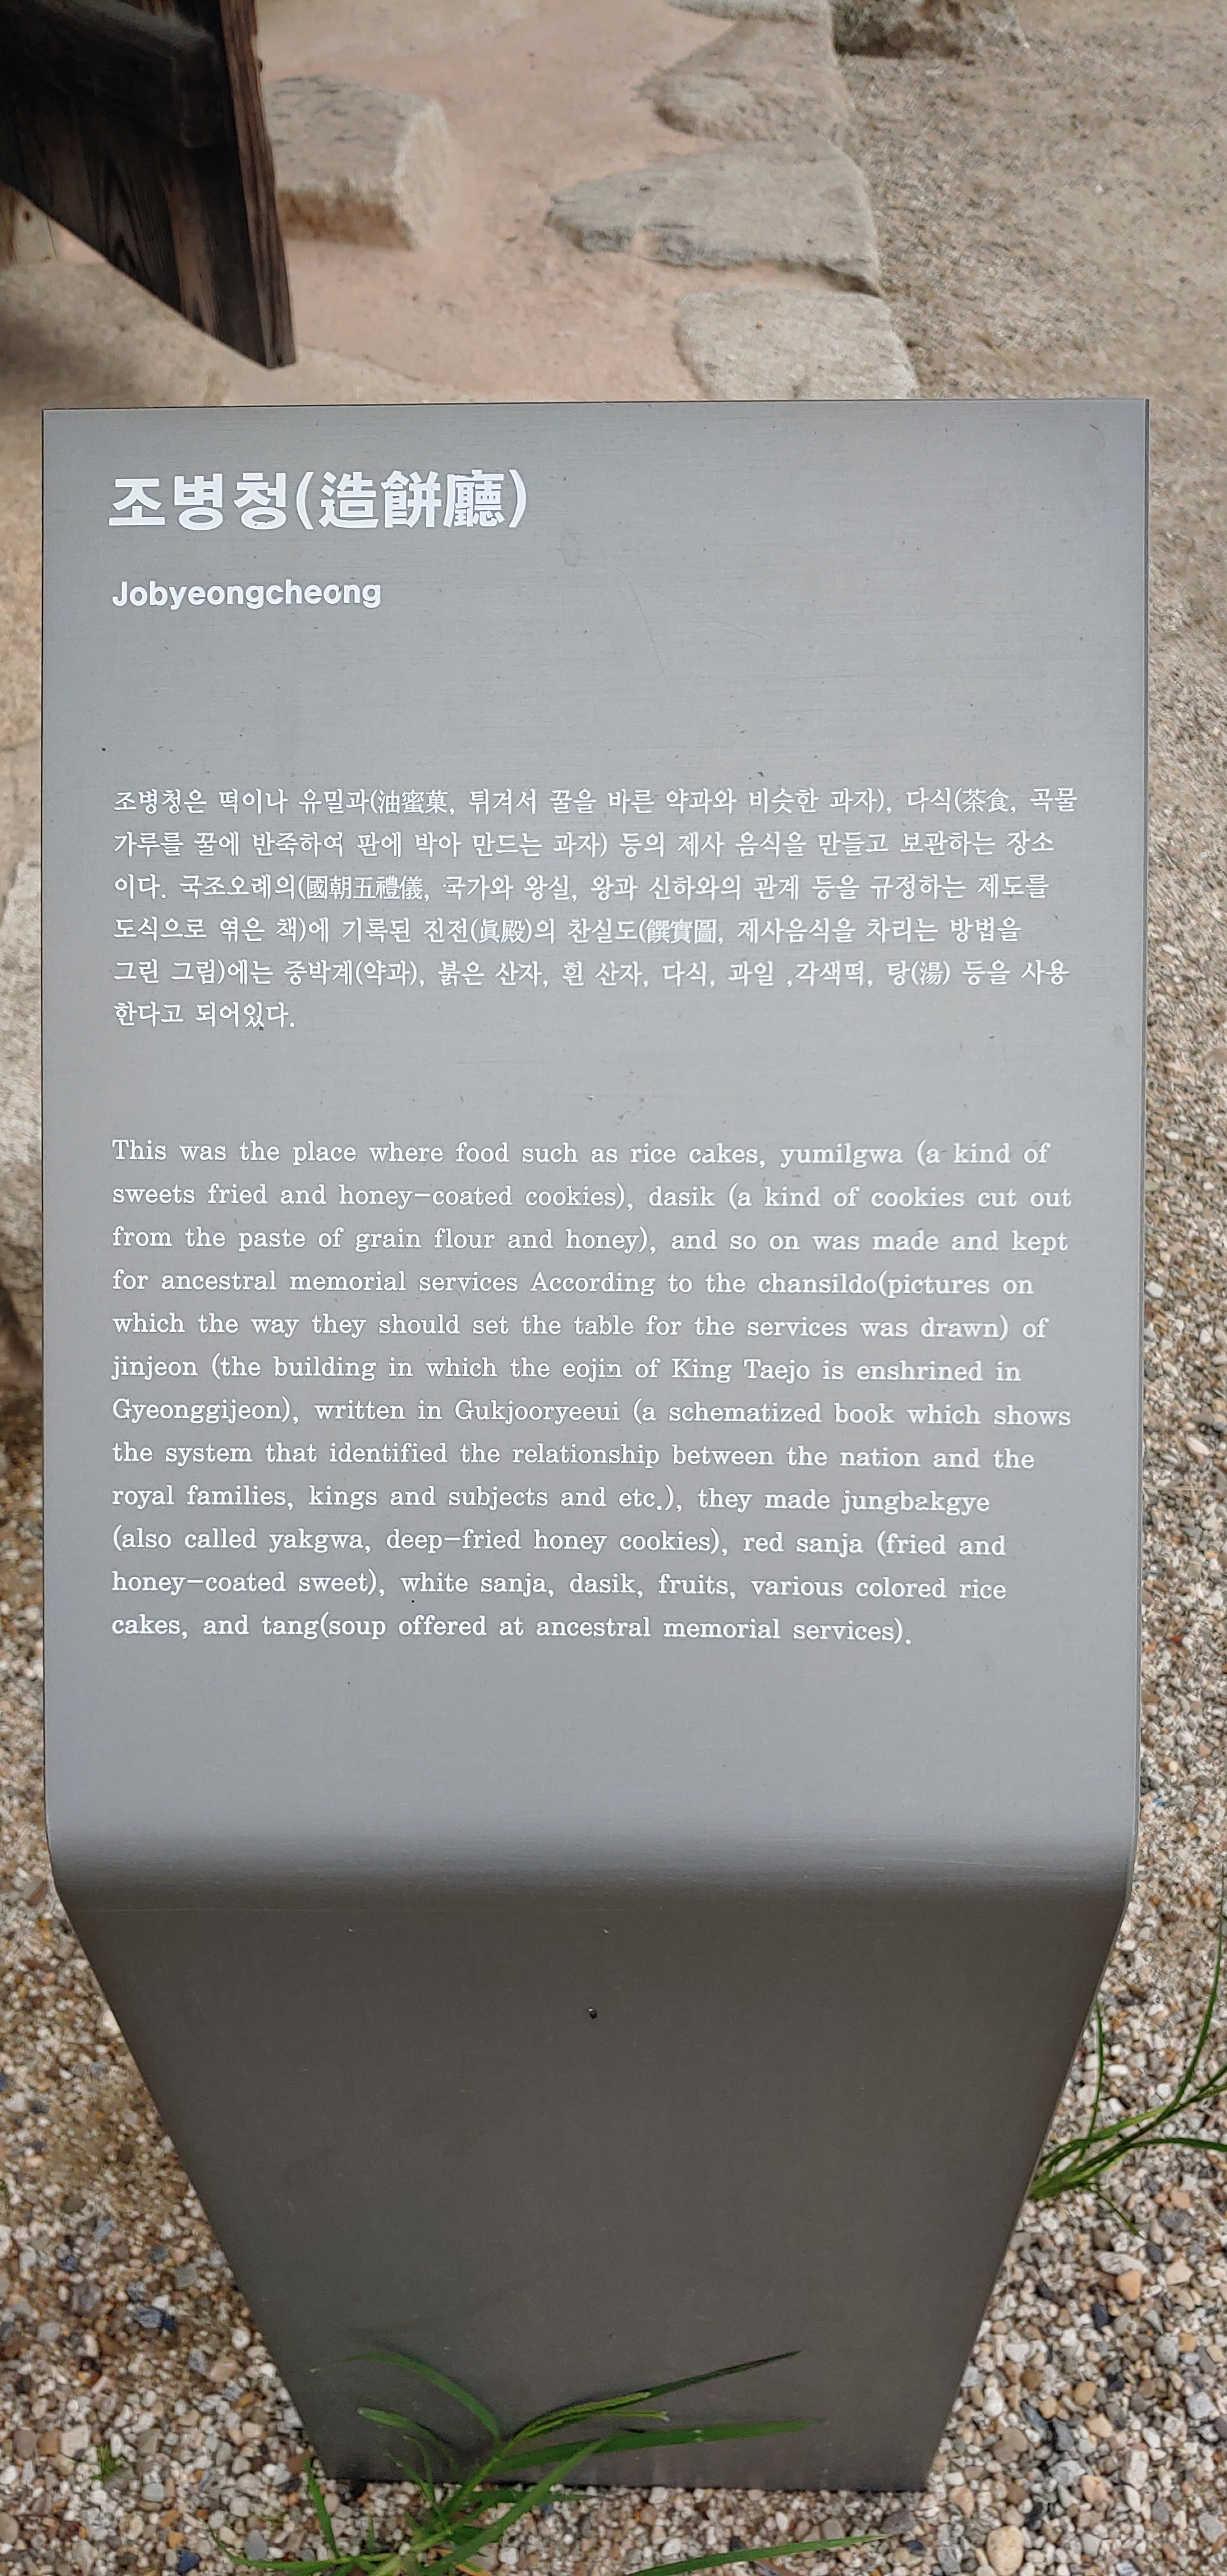 조병청(造餠廳)
Jobyeongcheong
조병청은 떡이나 유밀과(油蜜菓, 튀겨서 꿀을 바른 약과와 비슷한 과자), 다식(茶食, 곡물
가루를 꿀에 반죽하여 판에 박아 만드는 과자) 등의 제사 음식을 만들고 보관하는 장소
이다. 국조오례의(國朝五禮儀, 국가와 왕실, 왕과 신하와의 관계 등을 규정하는 제도를
도식으로 엮은 책)에 기록된 진전(眞殿)의 찬실도(饌實圖, 제사음식을 차리는 방법을
그린 그림)에는 중박계(약과), 붉은 산자, 흰 산자, 다식, 과일 ,각색떡, 탕(湯) 등을 사용
한다고 되어있다.
This was the place where food such as rice cakes, yumilgwa (a kind of
sweets fried and honey-coated cookies), dasik (a kind of cookies cut out
from the paste of grain flour and honey), and so on was made and kept
for ancestral memorial services According to the chansildo(pictures on
which the way they should set the table for the services was drawn) of
jinjeon (the building in which the eojin of King Taejo is enshrined in
Gyeonggijeon), written in Gukjooryeeui (a schematized book which shows
the system that identified the relationship between the nation and the
royal families, kings and subjects and etc.), they made jungbakgye
(also called yakgwa, deep-fried honey cookies), red sanja (fried and
honey-coated sweet), white sanja, dasik, fruits, various colored rice
cakes, and tang(soup offered at ancestral memorial services).